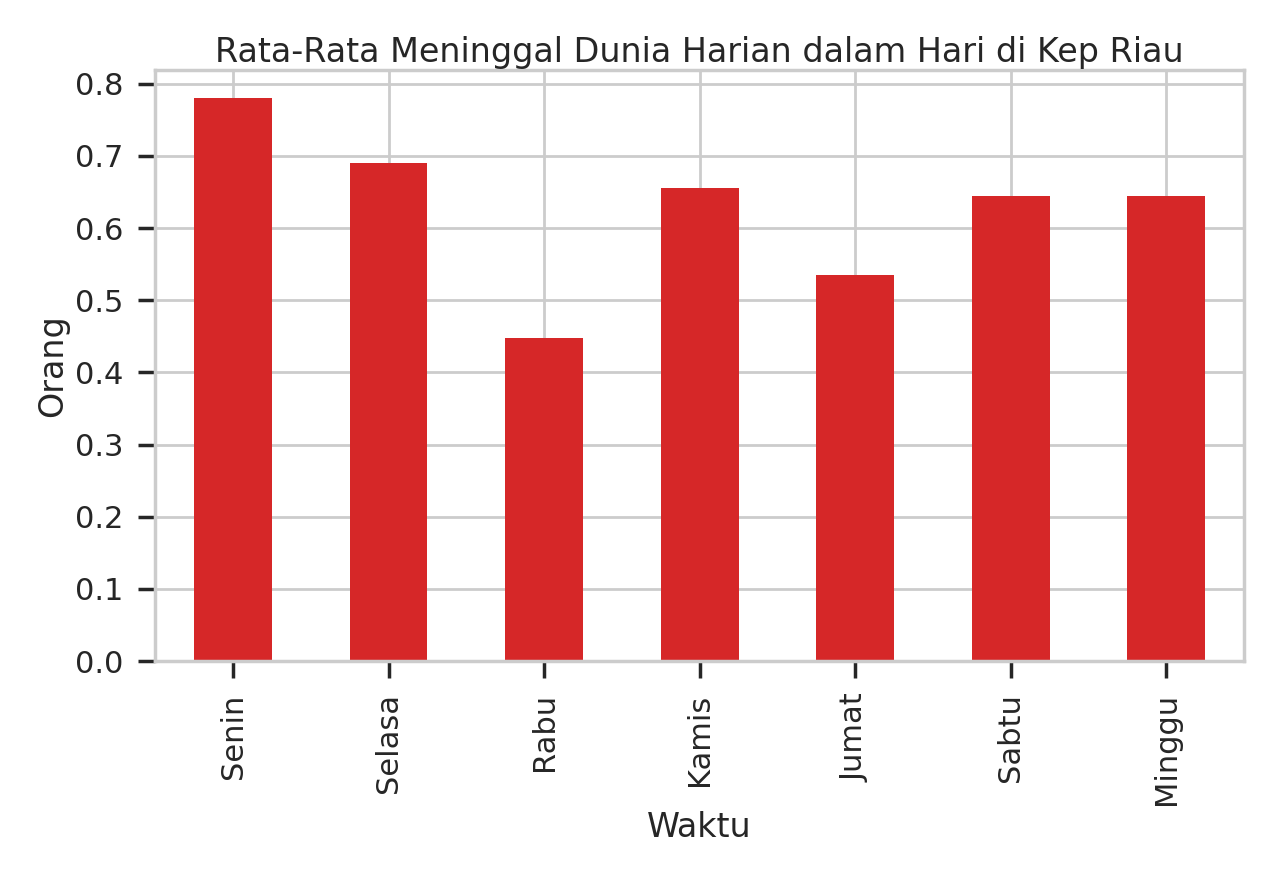 Rata-Rata Meninggal Dunia Harian dalam Hari di Kep Riau
0.8
0.7
0.6
0.5
0.4
0.3
0.2
0.1
0.0
Orang
Senin
Selasa
Rabu
Kamis
Jumat
Sabtu
Minggu
Waktu